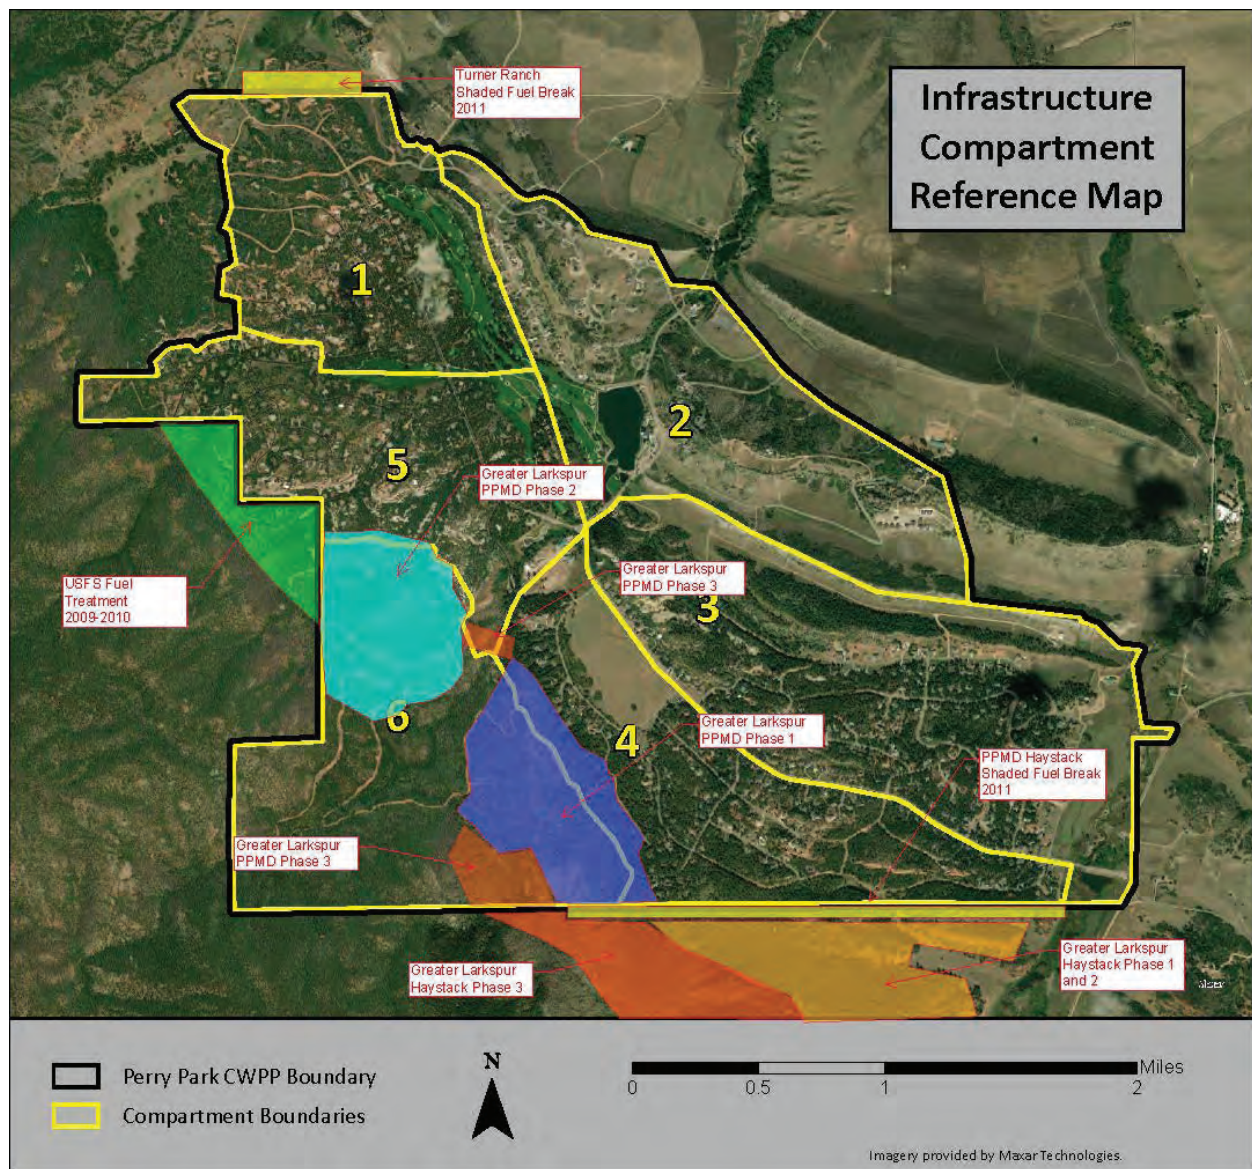 Infrastructure
Compartment
Reference Map
Turner Ranch
Shaded Fuel Break
2011
1
2
5
Greater Larkspur
PPMD Phase 2
USFS Fuel
Treatment
2009-2010
Greater Larkspur
PPMD Phase 3
3
6
4
Greater Larkspur
PPMD Phase 1
PPMD Haystack
Shaded Fuel Break
2011
Greater Larkspur
PPMD Phase 3
Greater Larkspur
Haystack Phase 3
Greater Larkspur
Haystack Phase 1
and 2
Perry Park CWPP Boundary
Compartment Boundaries
N
Miles
0
0.5
1
2
Imagery provided by Maxar Technologies.